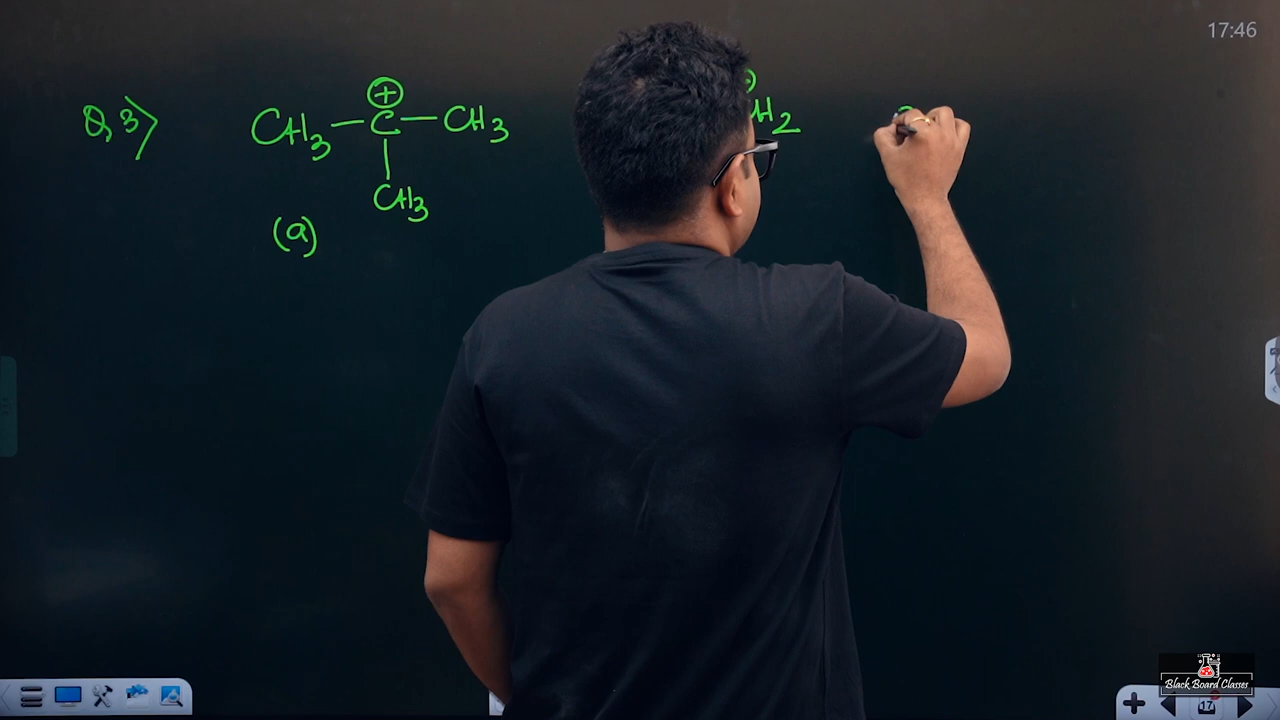 17:46
Q,3> CH3 – C – CH3 H2
⊕
CH3
(a)
17
Black Board Classes